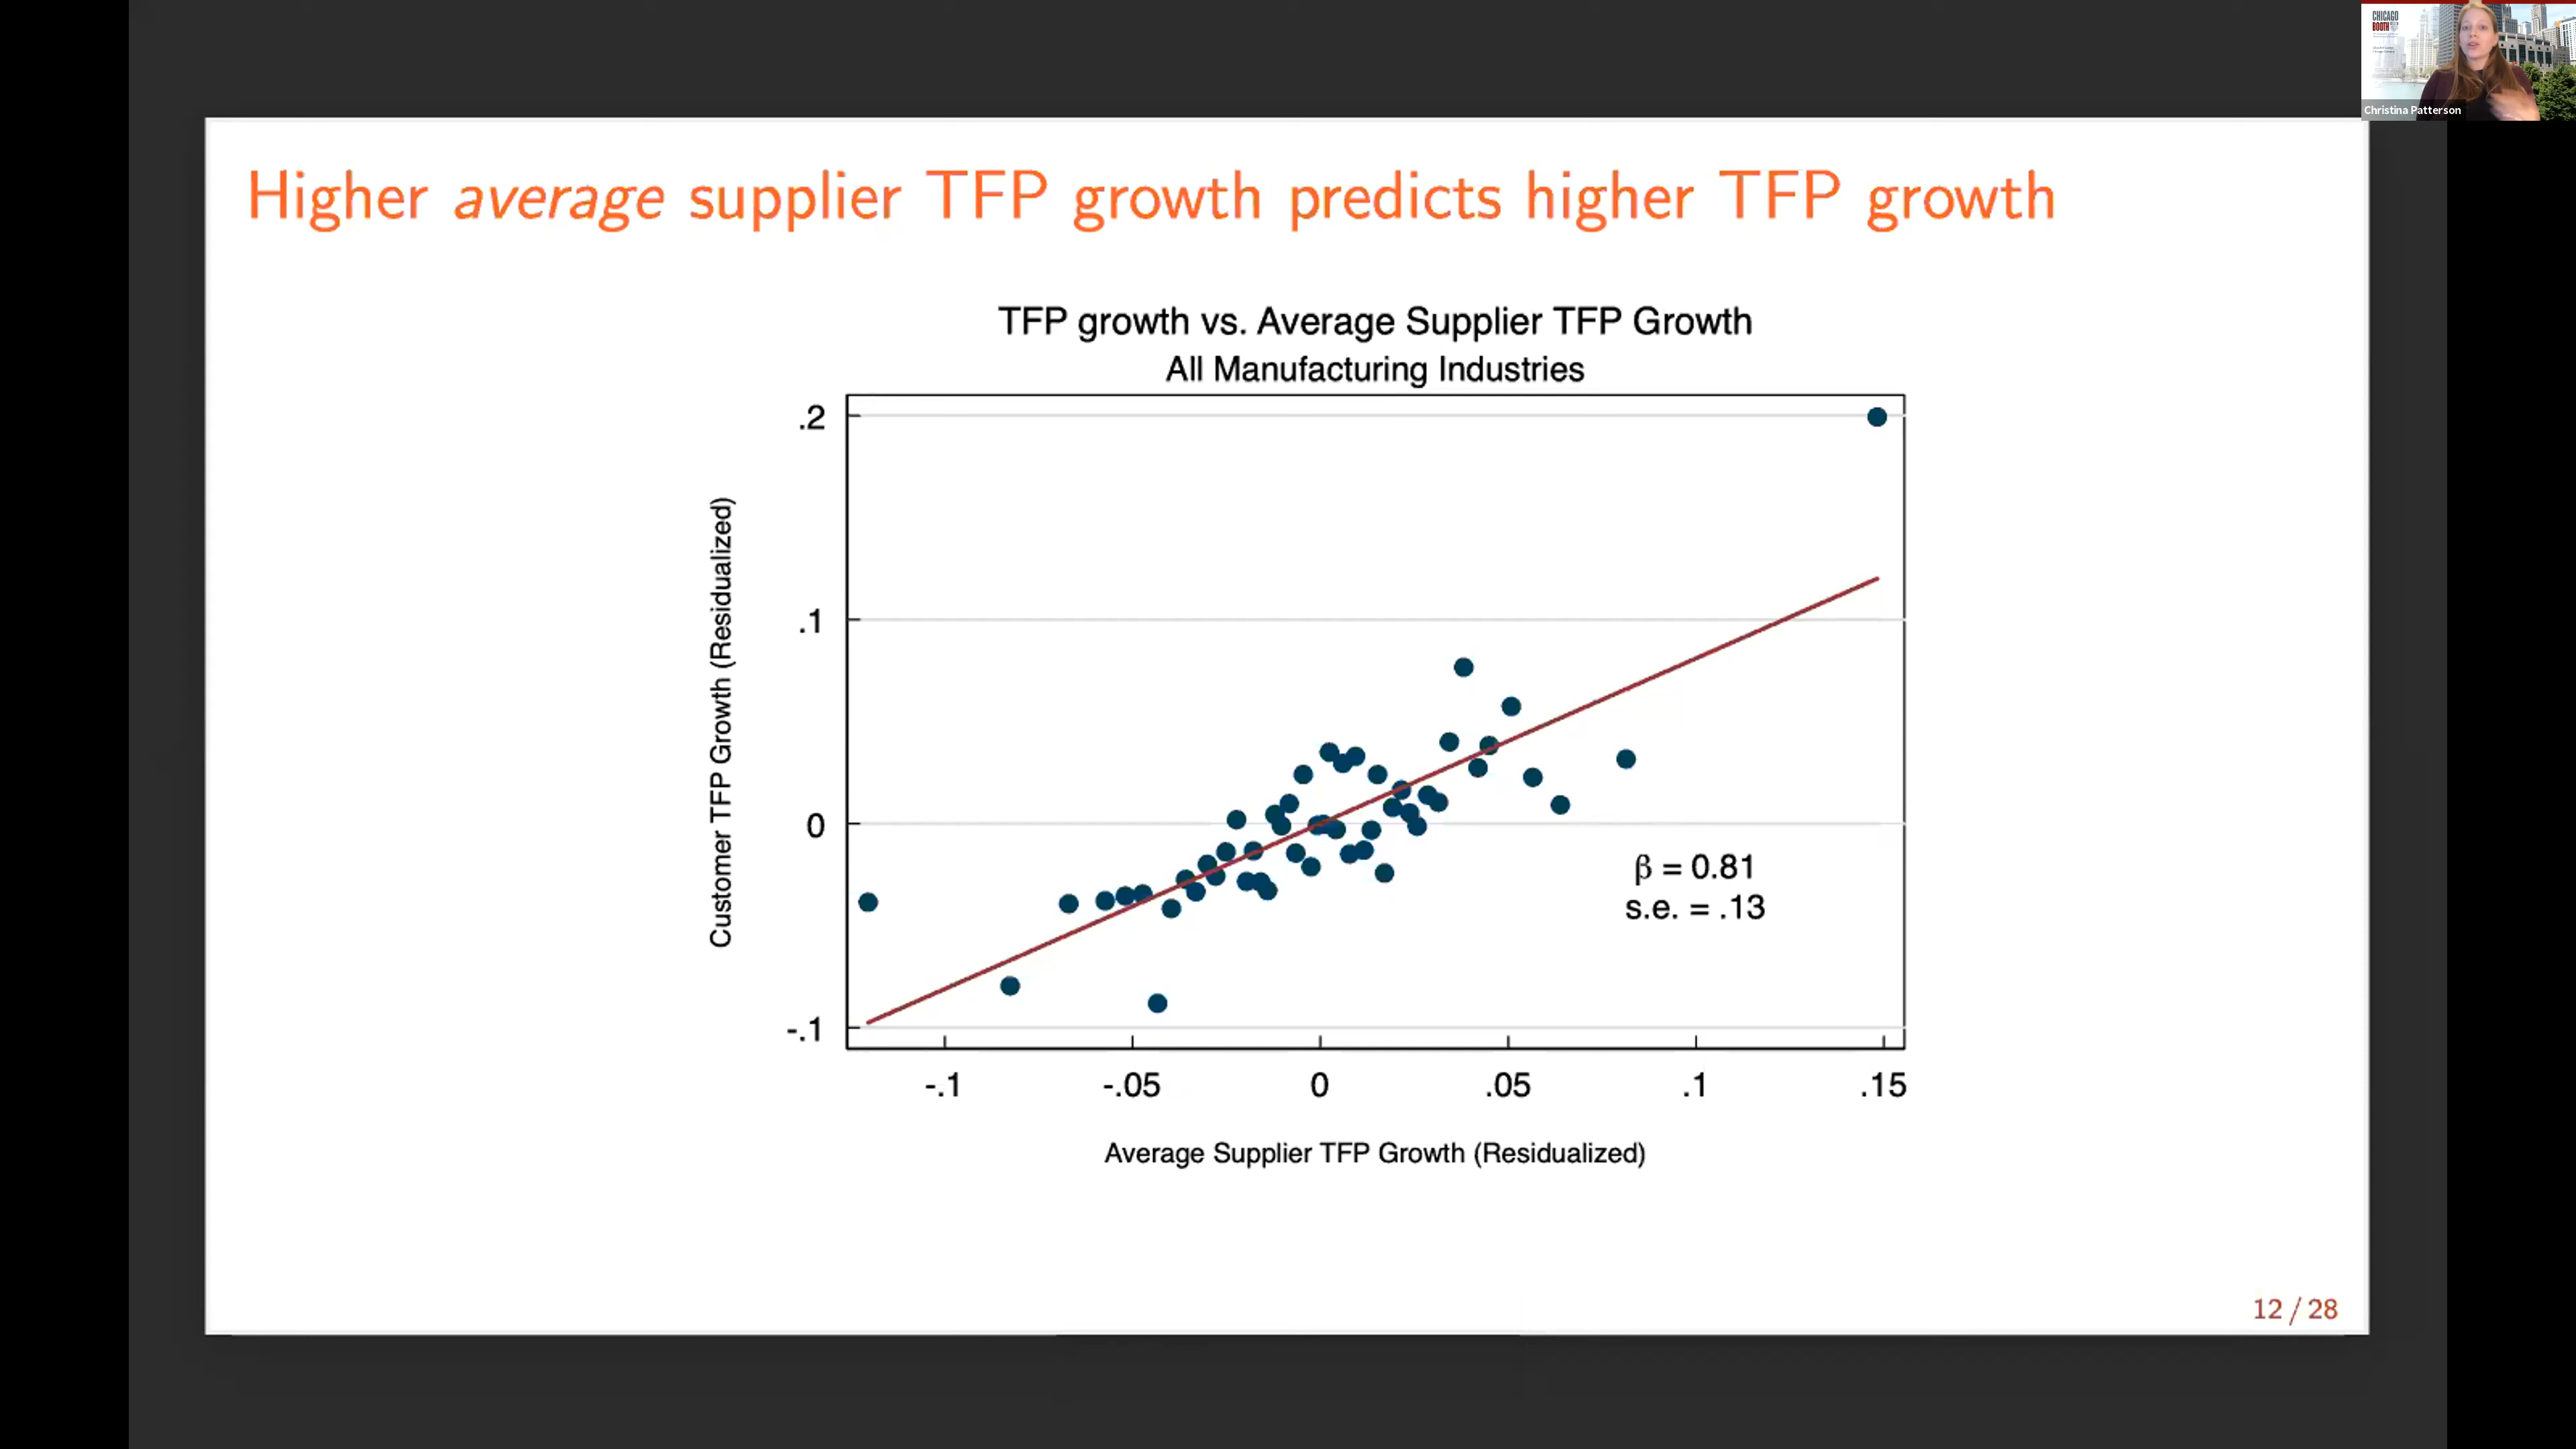 CHICAGO
BOOTH
Christina Patterson
Higher average supplier TFP growth predicts higher TFP growth
TFP growth vs. Average Supplier TFP Growth
All Manufacturing Industries
Customer TFP Growth (Residualized)
.2
.1
0
-.1
β = 0.81
s.e. = .13
-.1 -.05 0 .05 .1 .15
Average Supplier TFP Growth (Residualized)
12 / 28